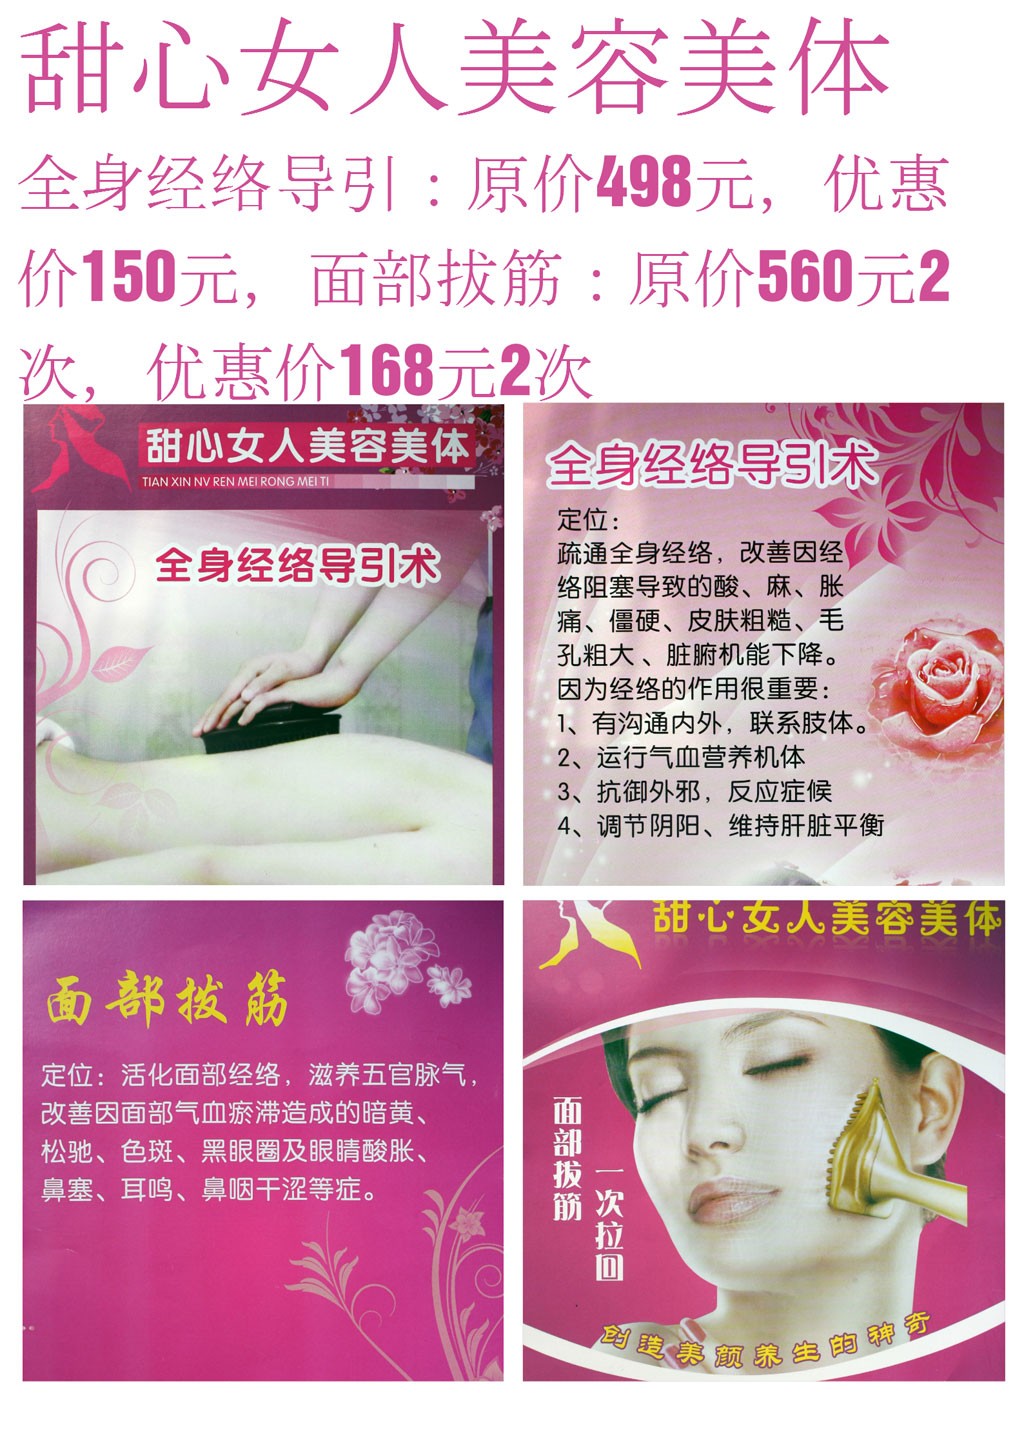 甜心女人美容美体
全身经络导引：原价498元，优惠
价150元，面部拔筋：原价560元2
次，优惠价168元2次
甜心女人美容美体
TIAN XIN NV REN MEI RONG MEI TI
全身经络导引术
全身经络导引术
定位：
疏通全身经络，改善因经
络阻塞导致的酸、麻、胀
痛、僵硬、皮肤粗糙、毛
孔粗大、脏腑机能下降。
因为经络的作用很重要：
1、有沟通内外，联系肢体。
2、运行气血营养机体
3、抗御外邪，反应症候
4、调节阴阳、维持肝脏平衡
面部拔筋
定位：活化面部经络，滋养五官脉气，
改善因面部气血瘀滞造成的暗黄、
松驰、色斑、黑眼圈及眼睛酸胀、
鼻塞、耳鸣、鼻咽干涩等症。
甜心女人美容美体
面部拔筋
一次拉回
创造美颜养生的神奇